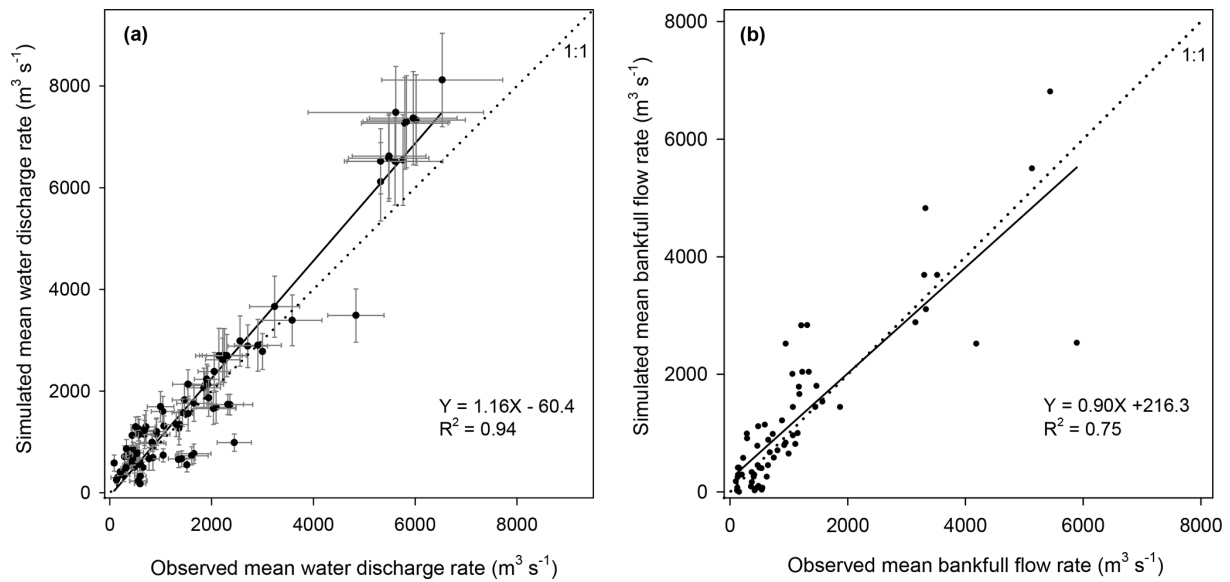 (a)
1:1
8000
6000
4000
2000
0
Simulated mean water discharge rate (m³ s⁻¹)
Y = 1.16X - 60.4
R² = 0.94
0 2000 4000 6000 8000
Observed mean water discharge rate (m³ s⁻¹)
(b)
1:1
8000
6000
4000
2000
0
Simulated mean bankfull flow rate (m³ s⁻¹)
Y = 0.90X +216.3
R² = 0.75
0 2000 4000 6000 8000
Observed mean bankfull flow rate (m³ s⁻¹)